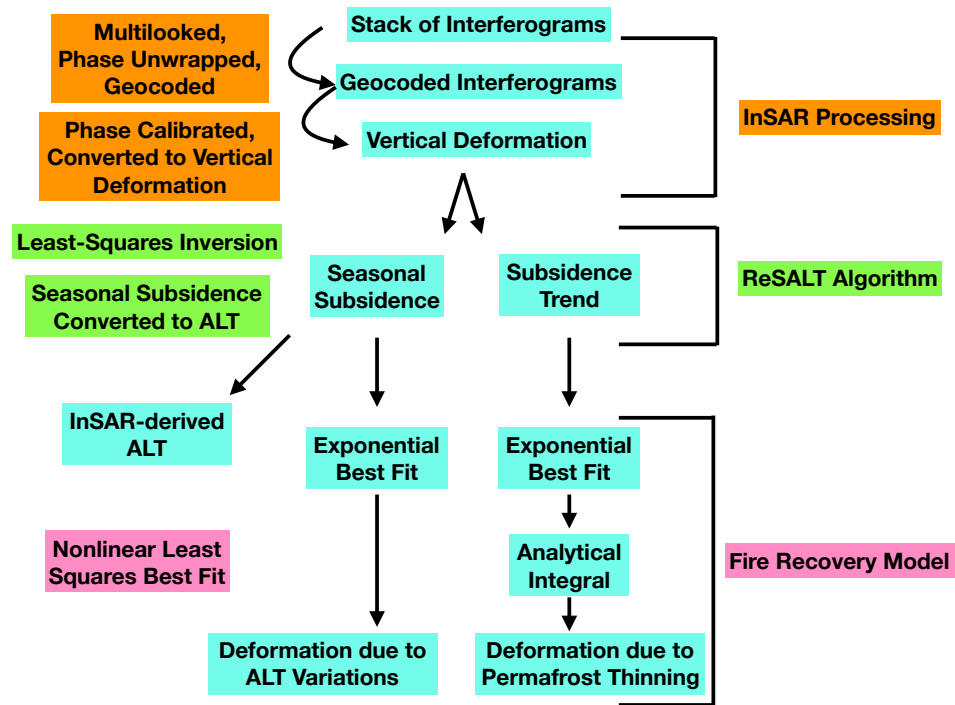 Multilooked,
Phase Unwrapped,
Geocoded
Stack of Interferograms
Geocoded Interferograms
InSAR Processing
Phase Calibrated,
Converted to Vertical
Deformation
Vertical Deformation
Least-Squares Inversion
Seasonal Subsidence
Converted to ALT
Seasonal
Subsidence
Subsidence
Trend
ReSALT Algorithm
InSAR-derived
ALT
Exponential
Best Fit
Exponential
Best Fit
Nonlinear Least
Squares Best Fit
Analytical
Integral
Fire Recovery Model
Deformation due to
ALT Variations
Deformation due to
Permafrost Thinning